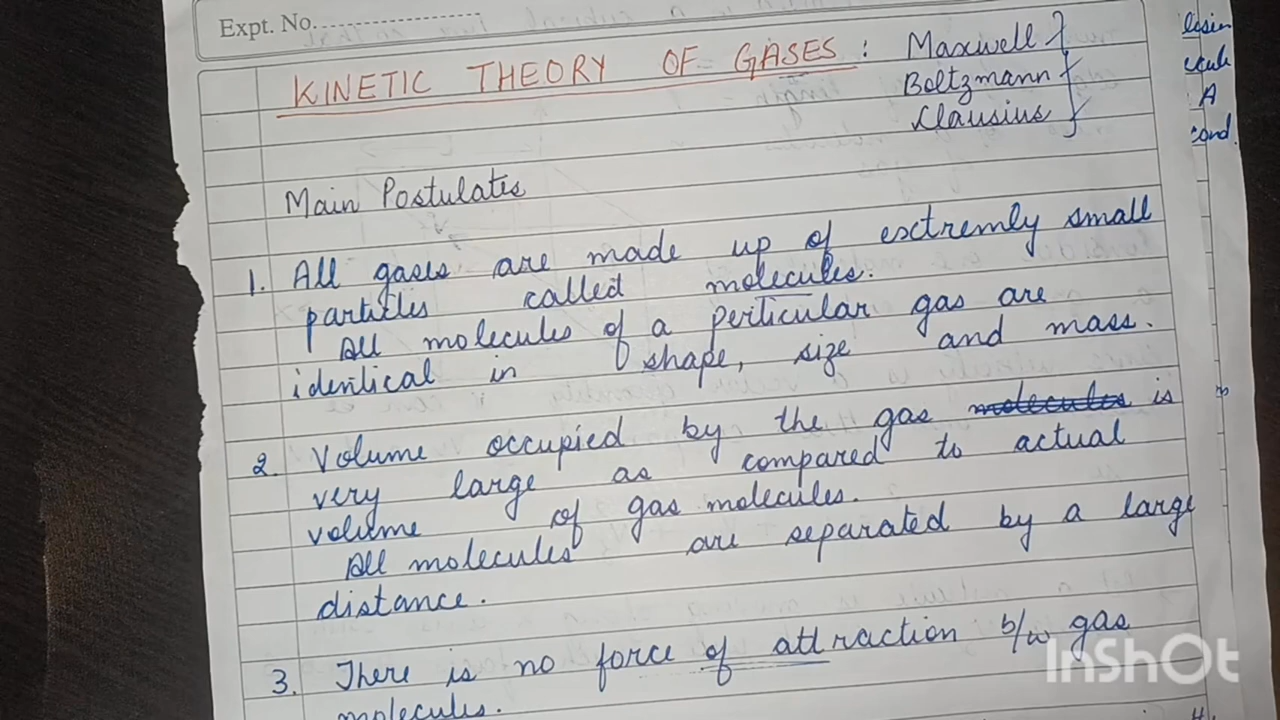 Expt. No.
KINETIC THEORY OF GASES : Maxwell
Boltzmann
Clausius
A
cond.
Main Postulates
1. All gases are made up of esctremly small
particles called molecules.
All molecules of a perticular gas are
identical in shape, size and mass.
2. Volume occupied by the gas molecules is
very large as compared to actual
volume of gas molecules.
All molecules are separated by a large
distance.
3. There is no force of attraction b/w gas
molecules.
InShOt